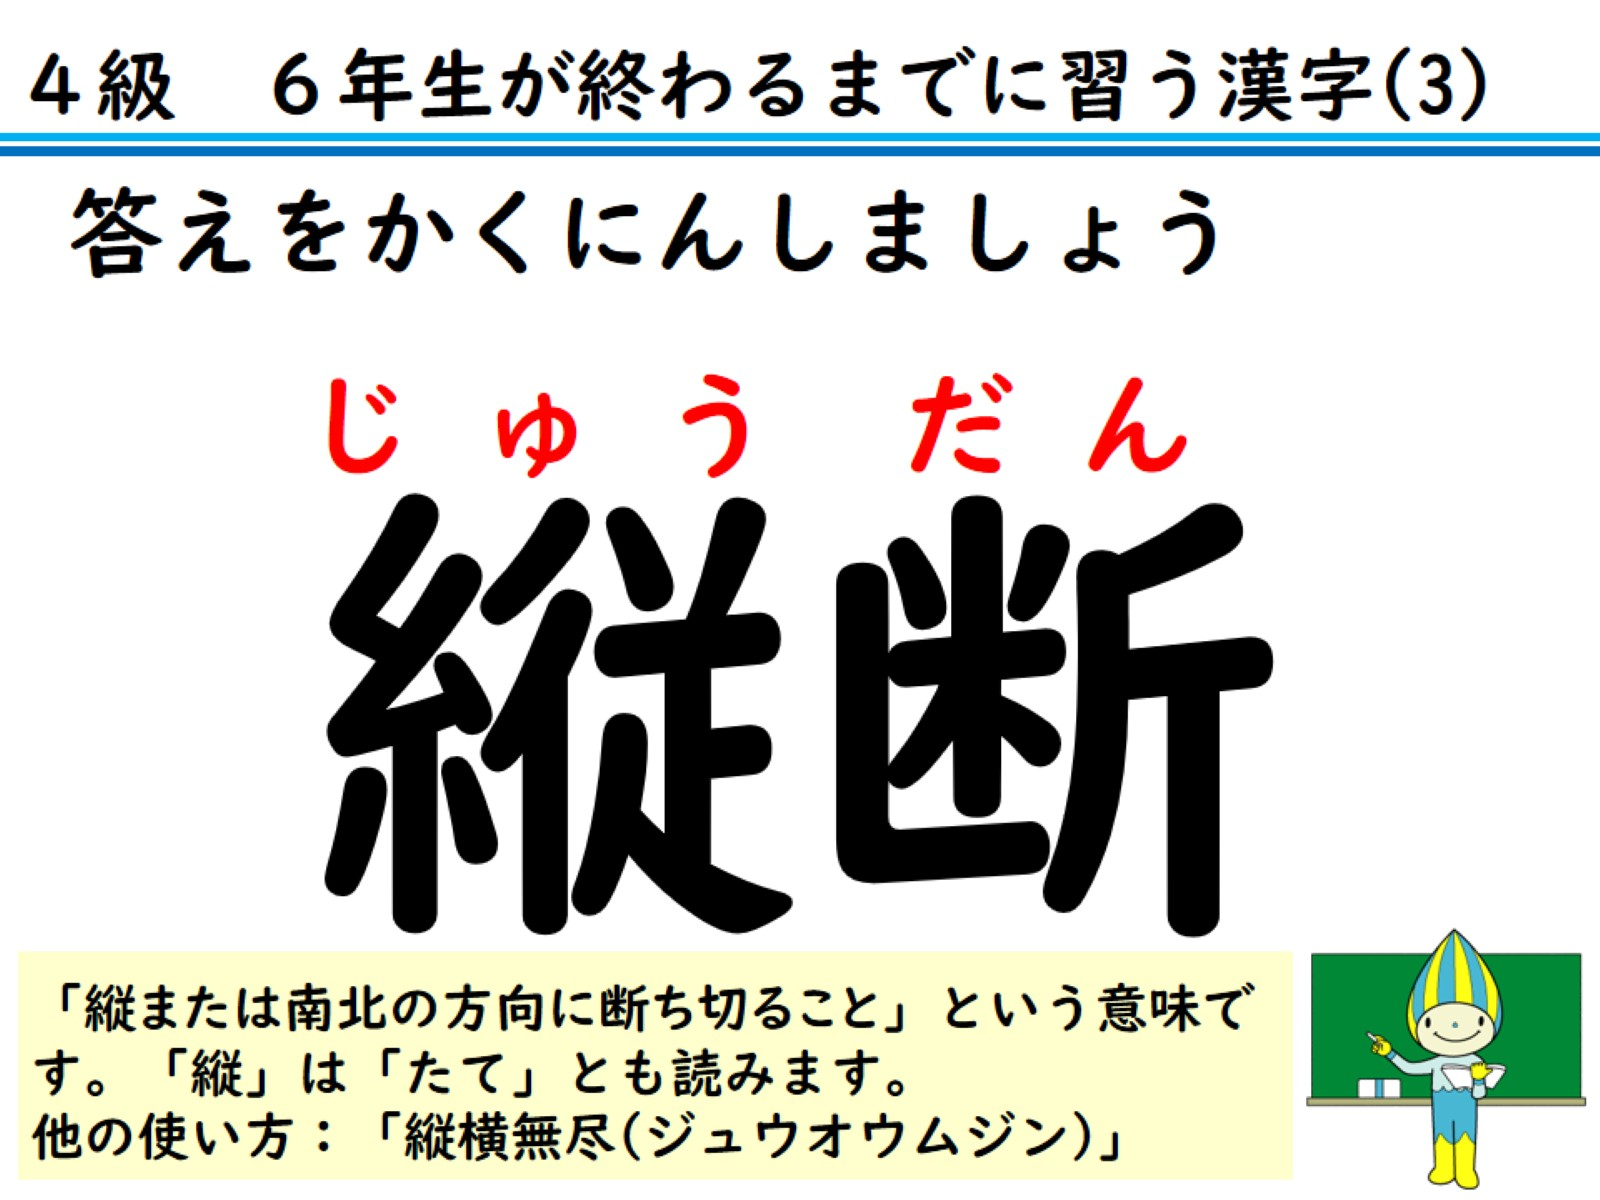 ４級　６年生が終わるまでに習う漢字(3)
答えをかくにんしましょう
じゅうだん
縦断
「縦または南北の方向に断ち切ること」という意味で
す。「縦」は「たて」とも読みます。
他の使い方：「縦横無尽(ジュウオウムジン)」